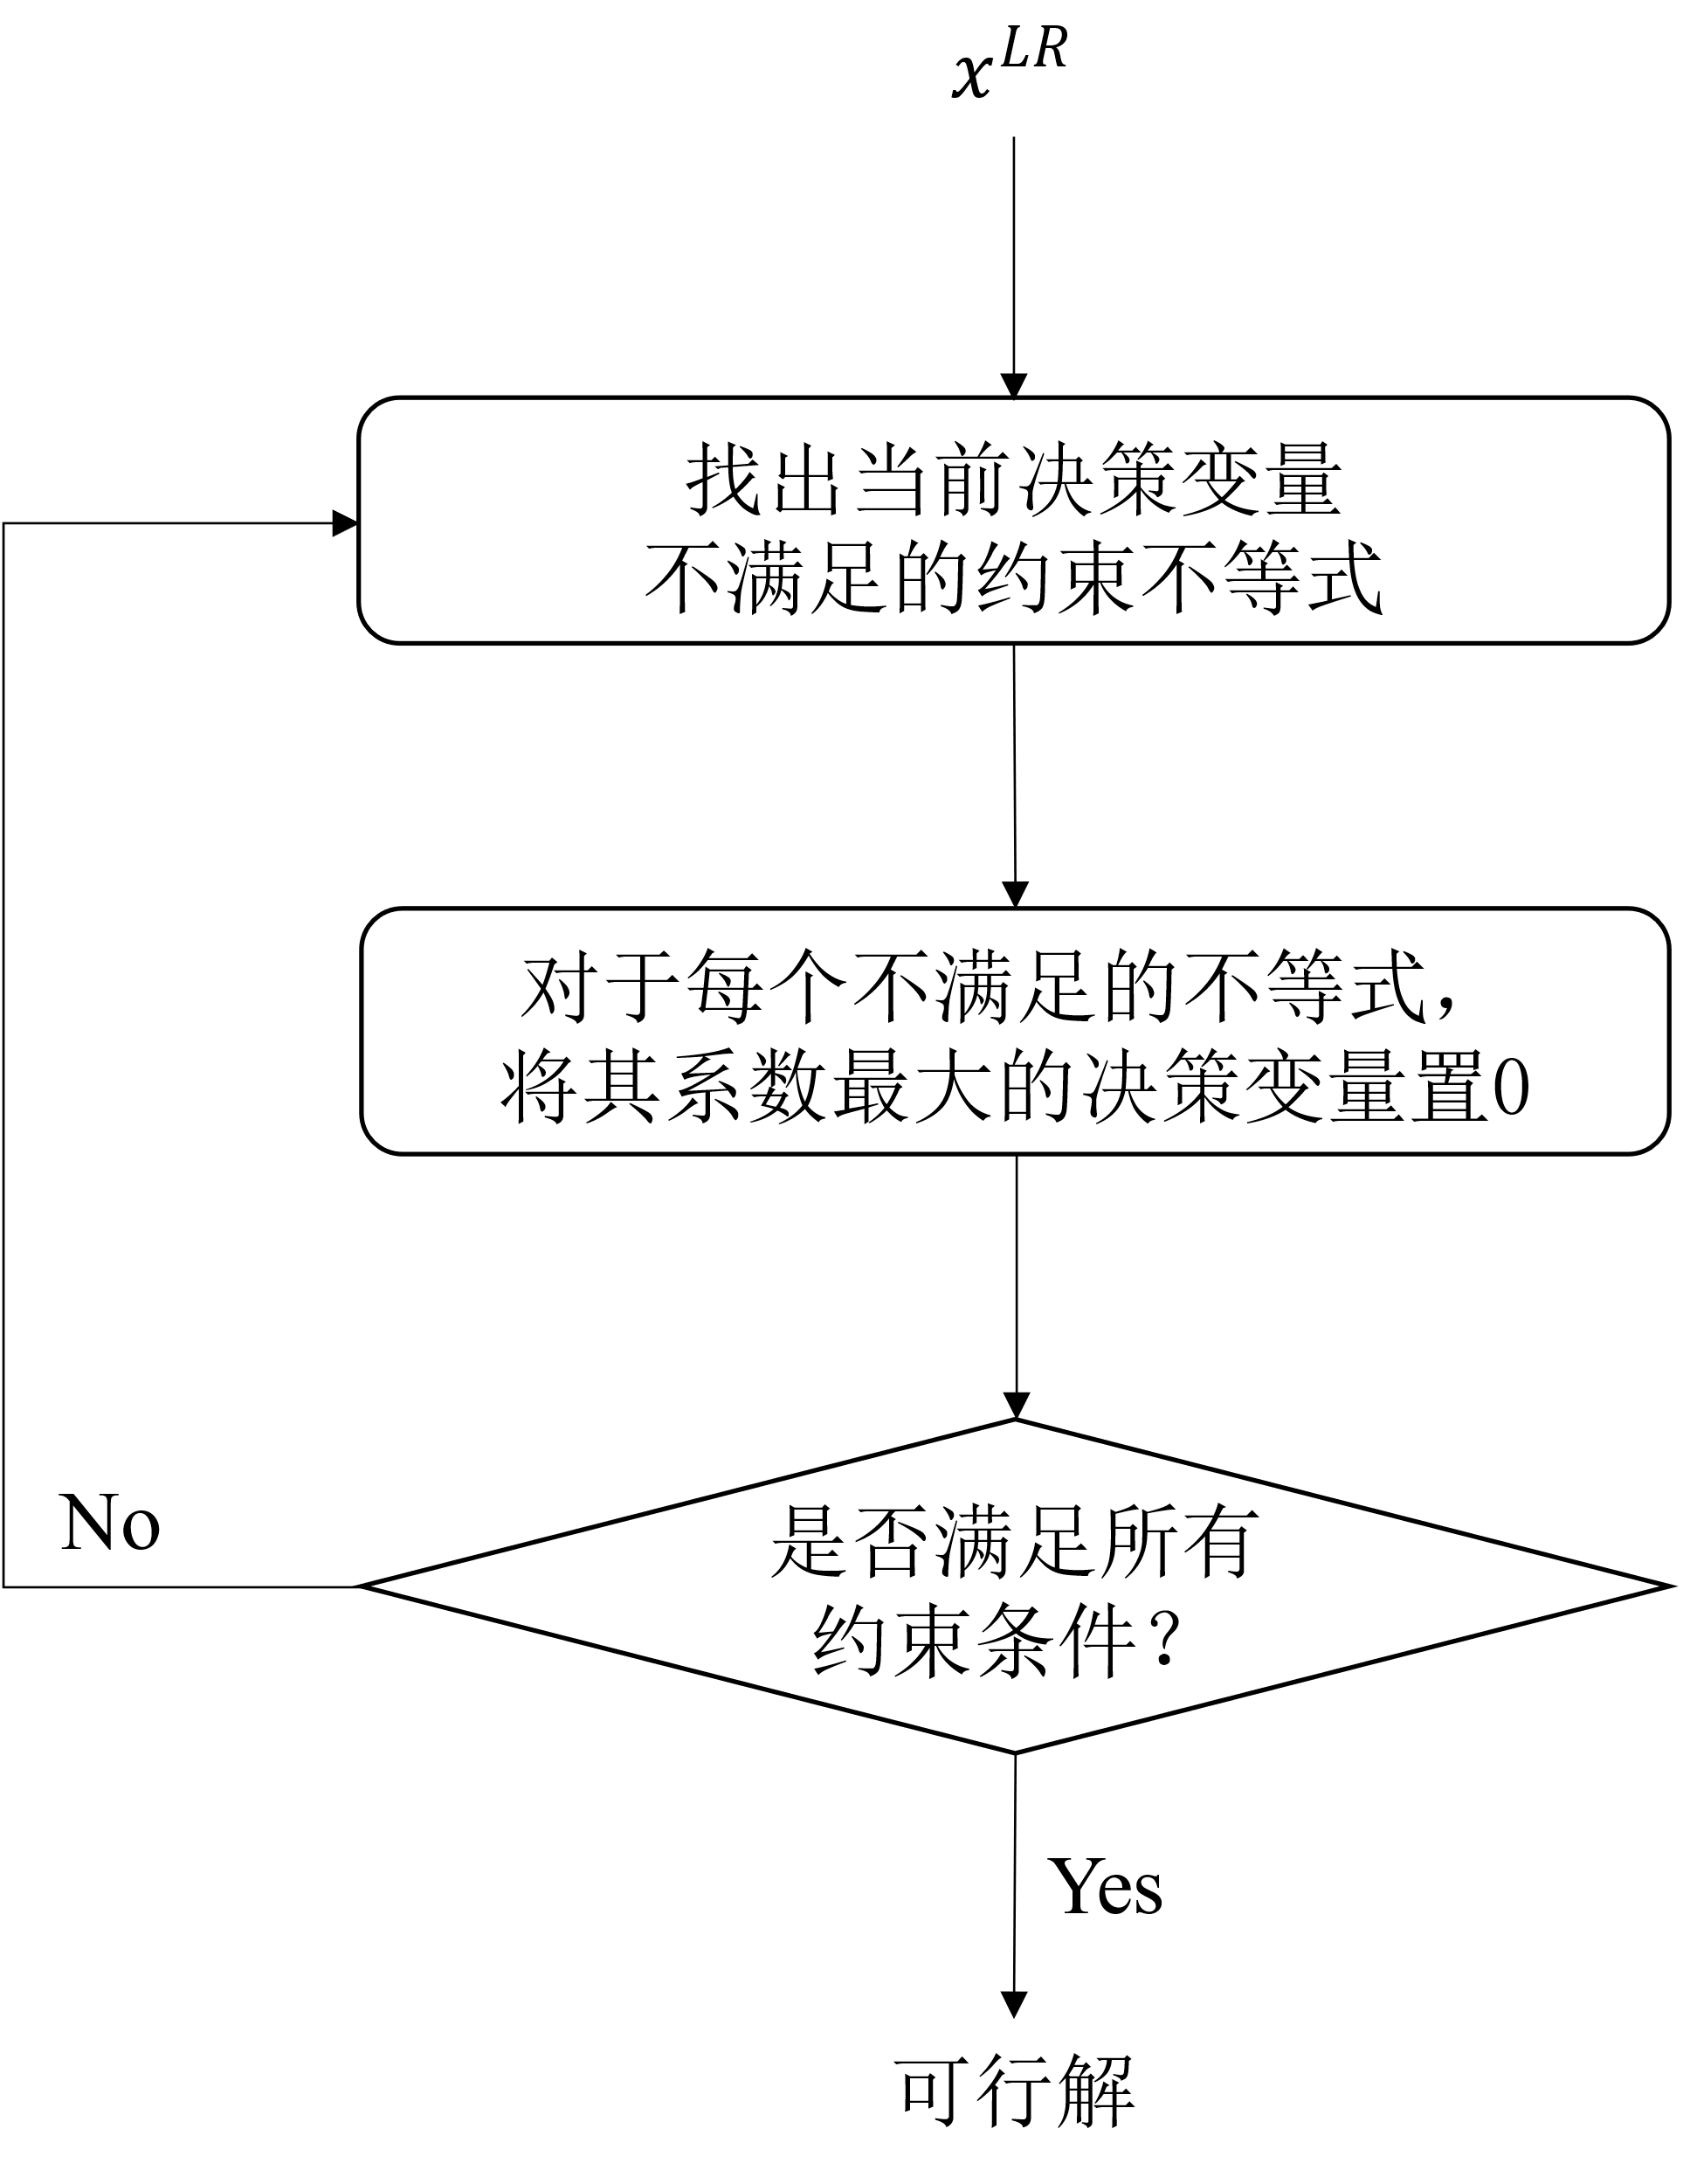 x^{LR}
找出当前决策变量
不满足的约束不等式
对于每个不满足的不等式，
将其系数最大的决策变量置0
是否满足所有
约束条件？
No
Yes
可行解